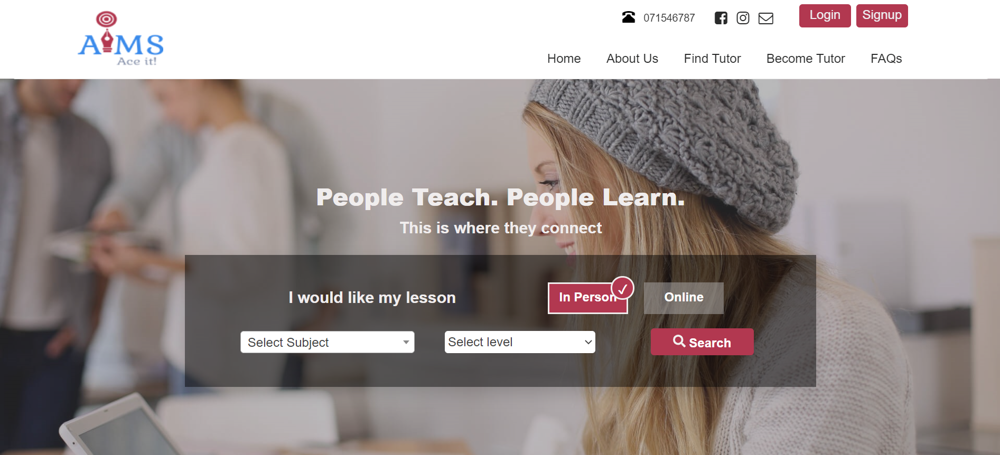 071546787
Login
Signup
AIMS
Ace it!
Home
About Us
Find Tutor
Become Tutor
FAQs
People Teach. People Learn.
This is where they connect
I would like my lesson
In Person
Online
Select Subject
Select level
Search